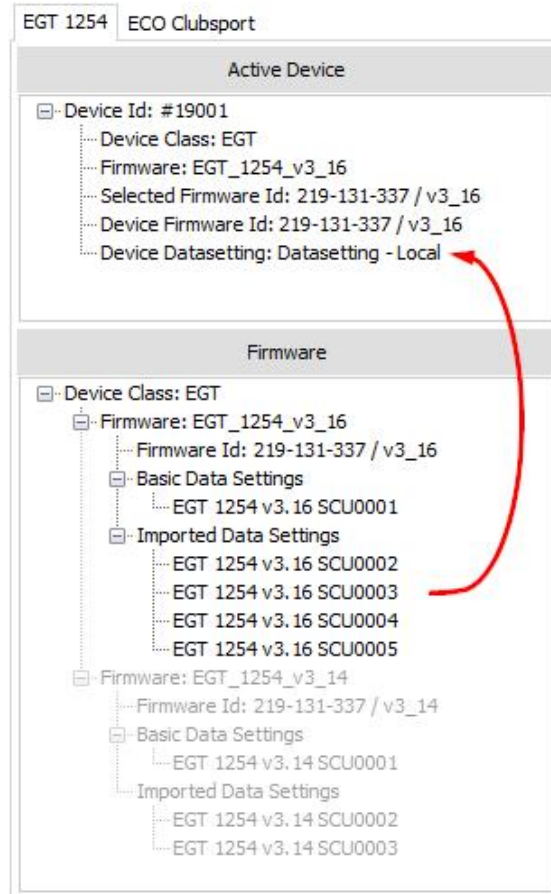 EGT 1254 ECO Clubsport
Active Device
Device Id: #19001
Device Class: EGT
Firmware: EGT_1254_v3_16
Selected Firmware Id: 219-131-337 / v3_16
Device Firmware Id: 219-131-337 / v3_16
Device Datasetting: Datasetting - Local
Firmware
Device Class: EGT
Firmware: EGT_1254_v3_16
Firmware Id: 219-131-337 / v3_16
Basic Data Settings
EGT 1254 v3.16 SCU0001
Imported Data Settings
EGT 1254 v3.16 SCU0002
EGT 1254 v3.16 SCU0003
EGT 1254 v3.16 SCU0004
EGT 1254 v3.16 SCU0005
Firmware: EGT_1254_v3_14
Firmware Id: 219-131-337 / v3_14
Basic Data Settings
EGT 1254 v3.14 SCU0001
Imported Data Settings
EGT 1254 v3.14 SCU0002
EGT 1254 v3.14 SCU0003